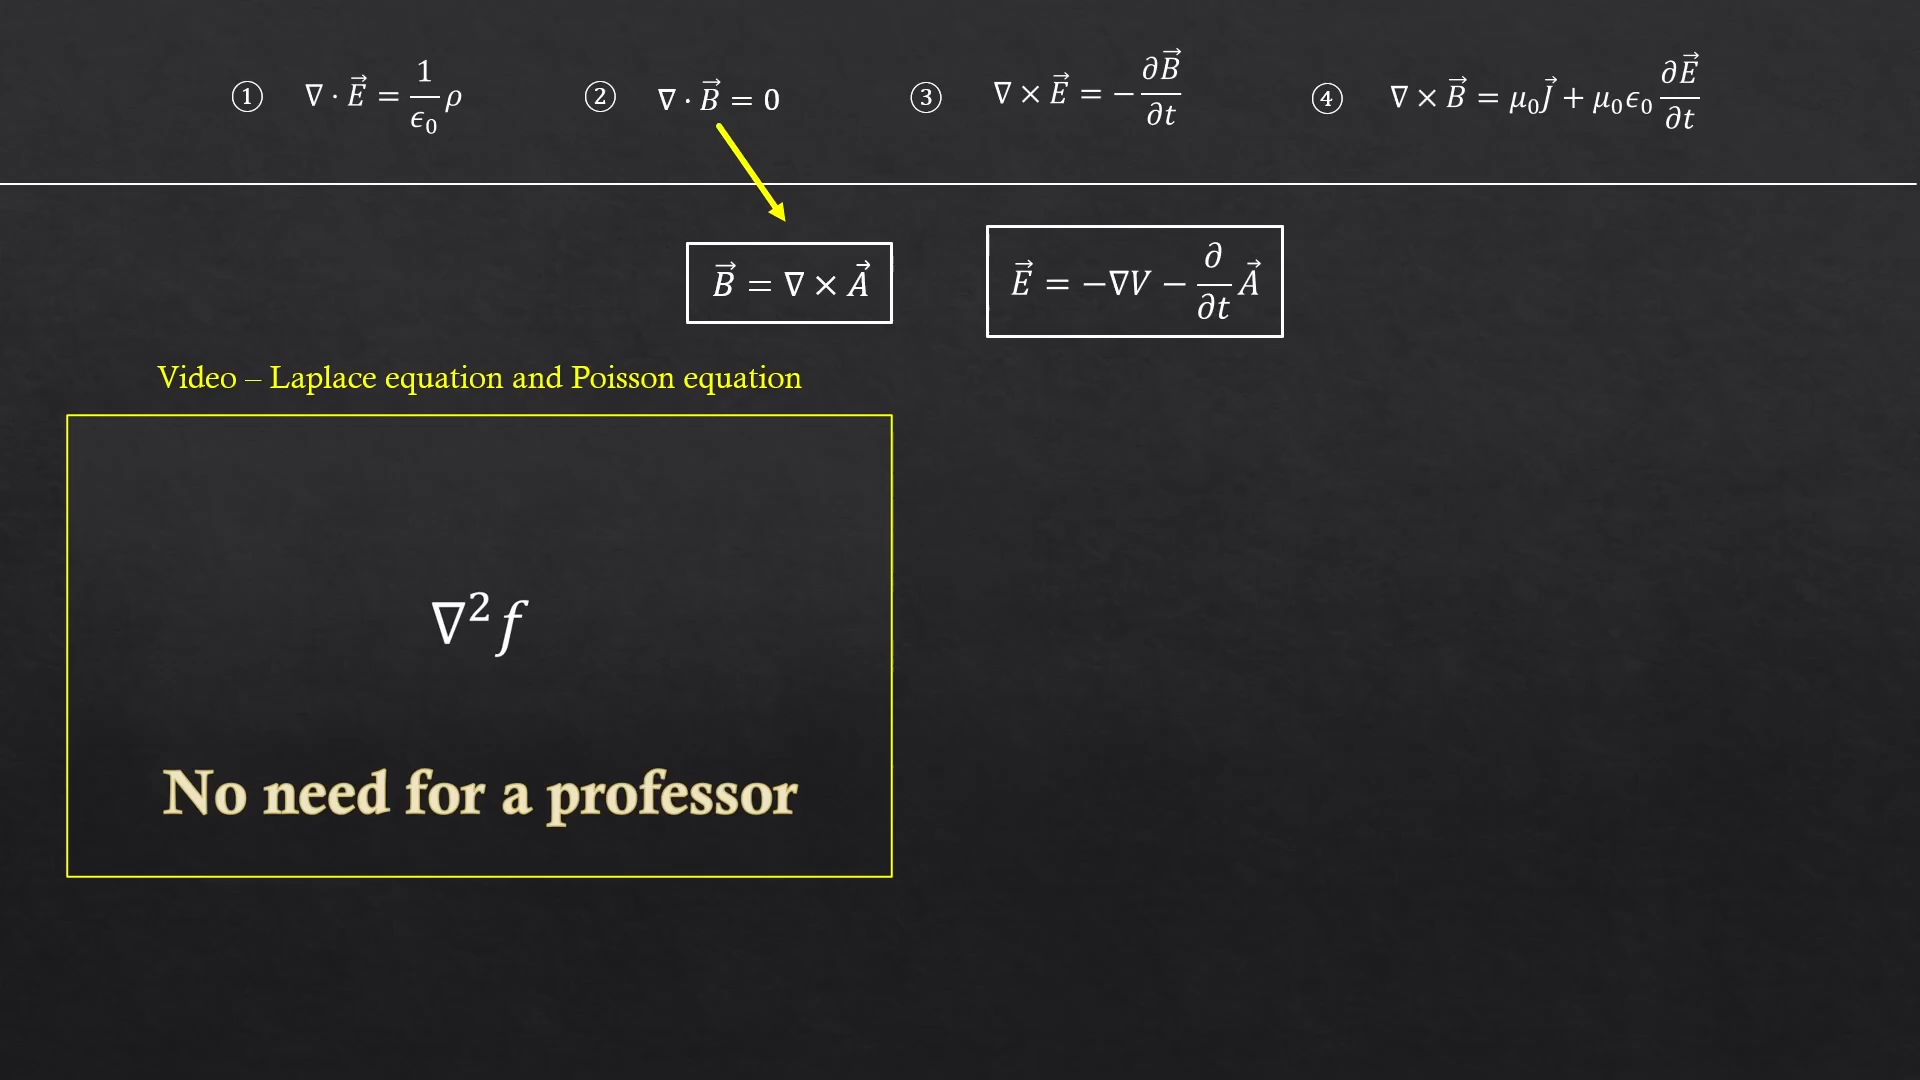 ① ∇ · E⃗ = 1/ϵ₀ ρ ② ∇ · B⃗ = 0 ③ ∇ × E⃗ = −∂B⃗/∂t ④ ∇ × B⃗ = μ₀J⃗ + μ₀ϵ₀ ∂E⃗/∂t
B⃗ = ∇ × A⃗ E⃗ = −∇V − ∂/∂t A⃗
Video – Laplace equation and Poisson equation
∇²f
No need for a professor